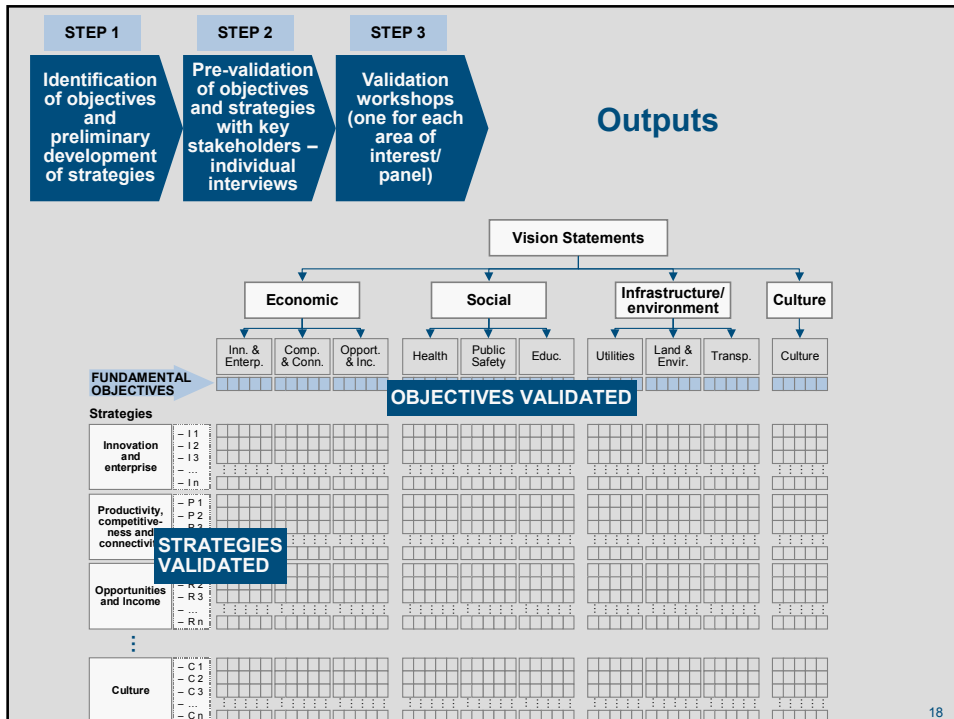 STEP 1
STEP 2
STEP 3
Identification
of objectives
and
preliminary
development
of strategies
Pre-validation
of objectives
and strategies
with key
stakeholders –
individual
interviews
Validation
workshops
(one for each
area of
interest/
panel)
Outputs
Vision Statements
Economic
Social
Infrastructure/
environment
Culture
Inn. &
Enterp.
Comp.
& Conn.
Opport.
& Inc.
Health
Public
Safety
Educ.
Utilities
Land &
Envir.
Transp.
Culture
FUNDAMENTAL
OBJECTIVES
OBJECTIVES VALIDATED
Strategies
Innovation
and
enterprise
– I 1
– I 2
– I 3
– ...
– I n
Productivity,
competitive-
ness and
– P 1
– P 2
STRATEGIES
VALIDATED
Opportunities
and Income
– R 3
– ...
– R n
Culture
– C 1
– C 2
– C 3
– ...
– C n
18